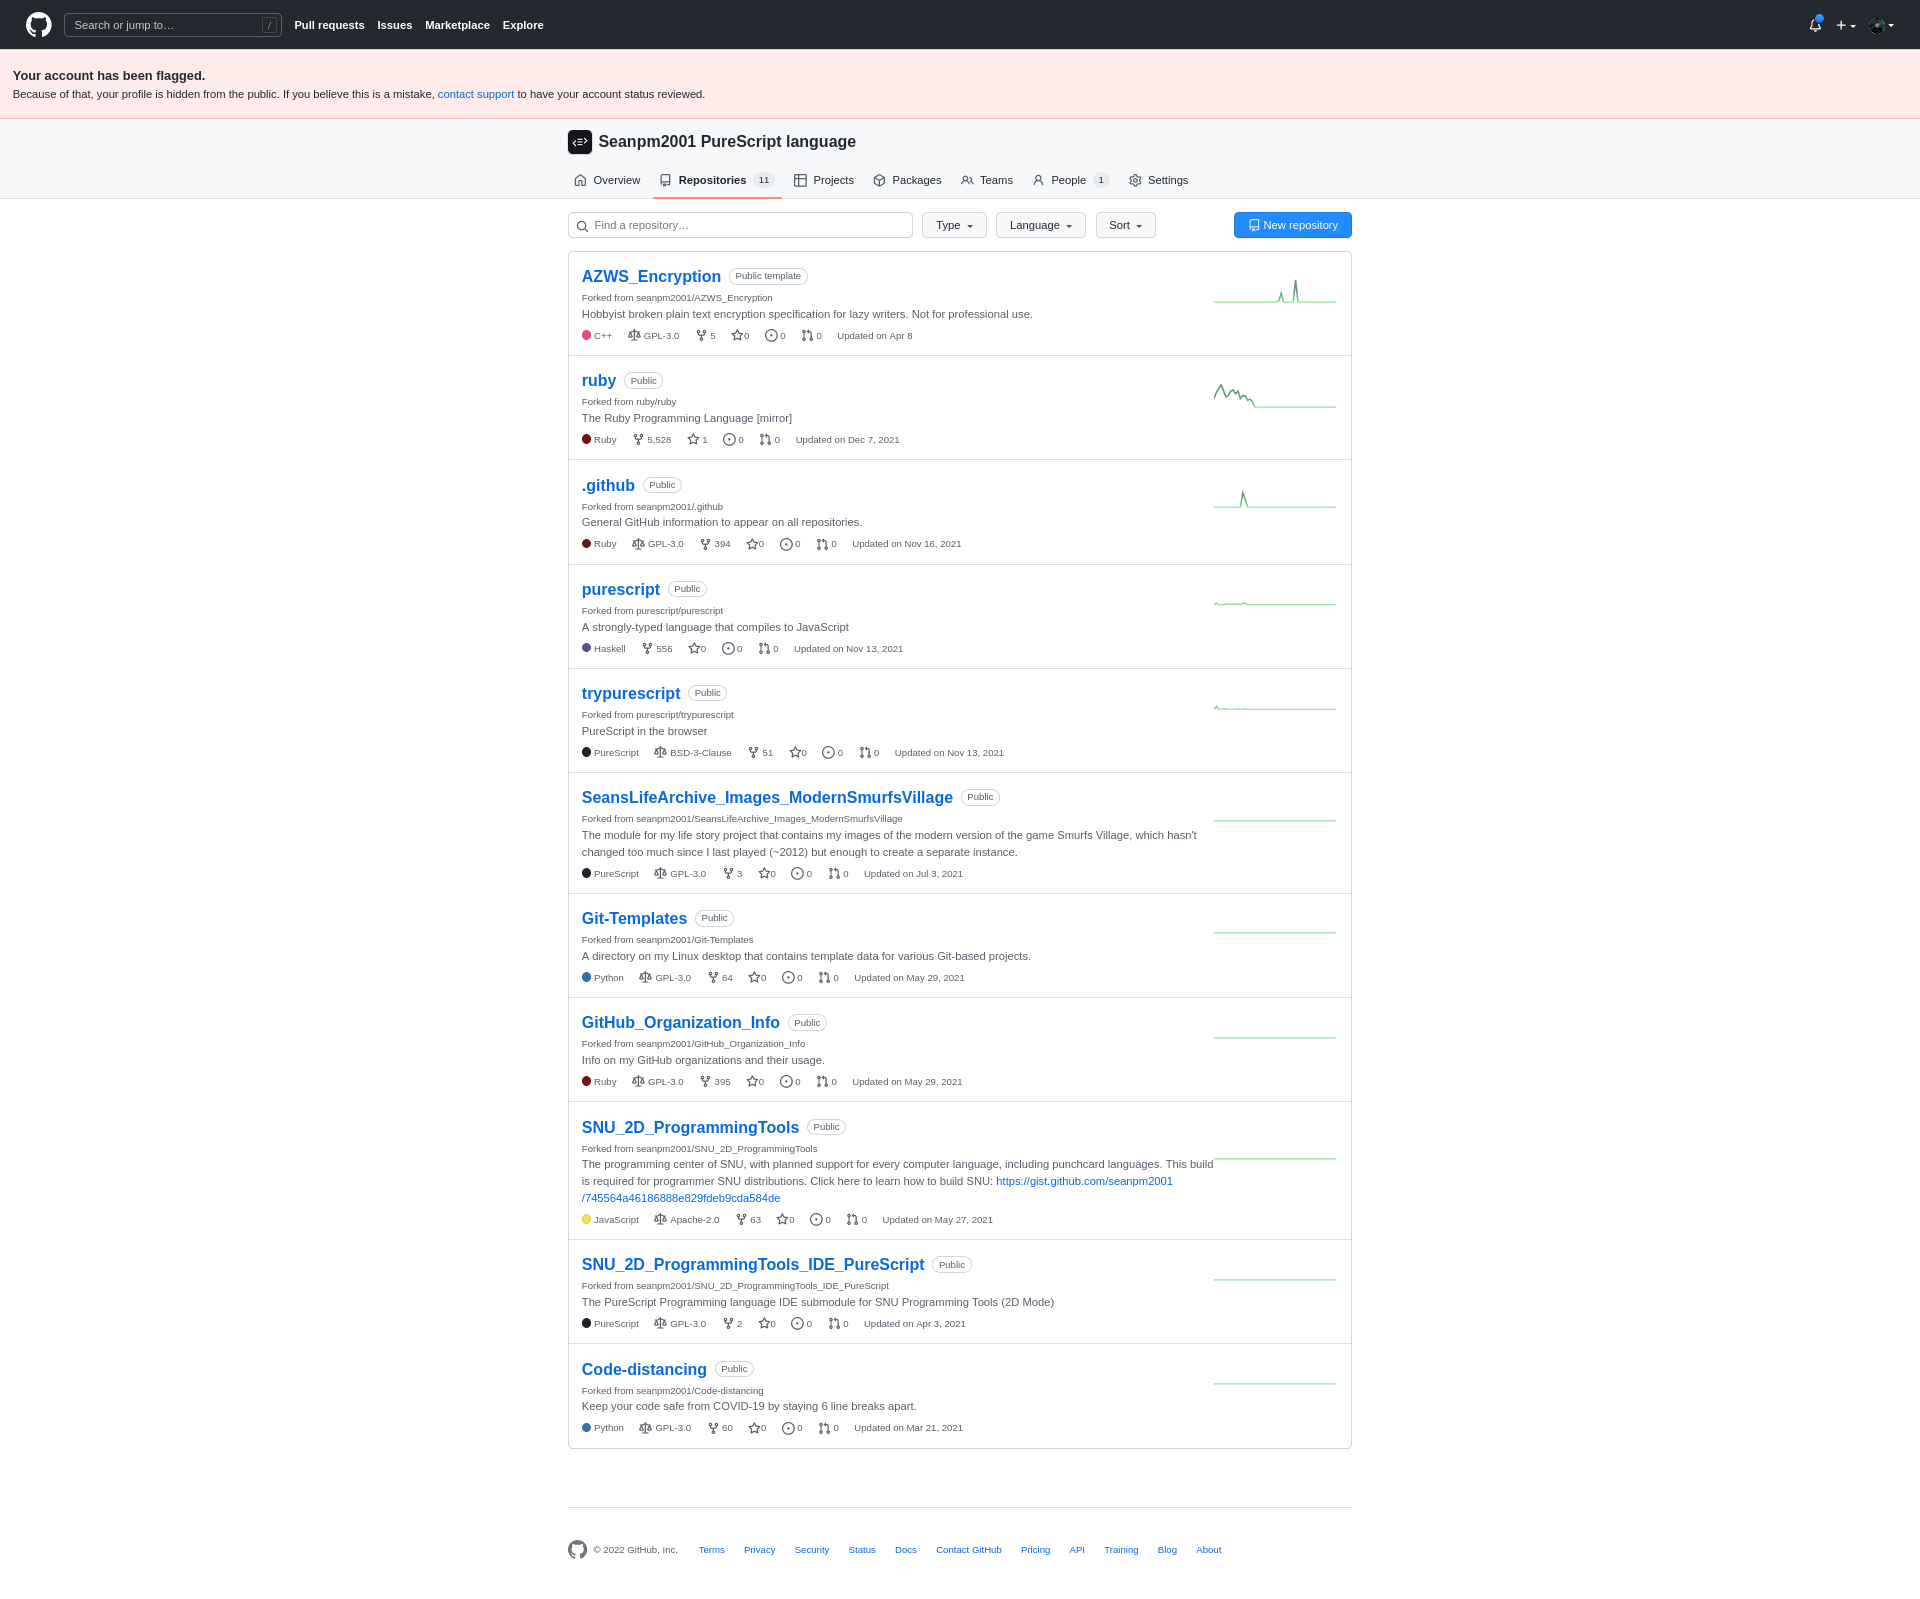 Search or jump to… / Pull requests Issues Marketplace Explore
Your account has been flagged.
Because of that, your profile is hidden from the public. If you believe this is a mistake, contact support to have your account status reviewed.
Seanpm2001 PureScript language
Overview Repositories 11 Projects Packages Teams People 1 Settings
Find a repository… Type Language Sort New repository
AZWS_Encryption Public template
Forked from seanpm2001/AZWS_Encryption
Hobbyist broken plain text encryption specification for lazy writers. Not for professional use.
C++ GPL-3.0 5 0 0 0 Updated on Apr 8
ruby Public
Forked from ruby/ruby
The Ruby Programming Language [mirror]
Ruby 5,528 1 0 0 Updated on Dec 7, 2021
.github Public
Forked from seanpm2001/.github
General GitHub information to appear on all repositories.
Ruby GPL-3.0 394 0 0 0 Updated on Nov 16, 2021
purescript Public
Forked from purescript/purescript
A strongly-typed language that compiles to JavaScript
Haskell 556 0 0 0 Updated on Nov 13, 2021
trypurescript Public
Forked from purescript/trypurescript
PureScript in the browser
PureScript BSD-3-Clause 51 0 0 0 Updated on Nov 13, 2021
SeansLifeArchive_Images_ModernSmurfsVillage Public
Forked from seanpm2001/SeansLifeArchive_Images_ModernSmurfsVillage
The module for my life story project that contains my images of the modern version of the game Smurfs Village, which hasn't
changed too much since I last played (~2012) but enough to create a separate instance.
PureScript GPL-3.0 3 0 0 0 Updated on Jul 3, 2021
Git-Templates Public
Forked from seanpm2001/Git-Templates
A directory on my Linux desktop that contains template data for various Git-based projects.
Python GPL-3.0 64 0 0 0 Updated on May 29, 2021
GitHub_Organization_Info Public
Forked from seanpm2001/GitHub_Organization_Info
Info on my GitHub organizations and their usage.
Ruby GPL-3.0 395 0 0 0 Updated on May 29, 2021
SNU_2D_ProgrammingTools Public
Forked from seanpm2001/SNU_2D_ProgrammingTools
The programming center of SNU, with planned support for every computer language, including punchcard languages. This build
is required for programmer SNU distributions. Click here to learn how to build SNU: https://gist.github.com/seanpm2001
/745564a46186888e829fdeb9cda584de
JavaScript Apache-2.0 63 0 0 0 Updated on May 27, 2021
SNU_2D_ProgrammingTools_IDE_PureScript Public
Forked from seanpm2001/SNU_2D_ProgrammingTools_IDE_PureScript
The PureScript Programming language IDE submodule for SNU Programming Tools (2D Mode)
PureScript GPL-3.0 2 0 0 0 Updated on Apr 3, 2021
Code-distancing Public
Forked from seanpm2001/Code-distancing
Keep your code safe from COVID-19 by staying 6 line breaks apart.
Python GPL-3.0 60 0 0 0 Updated on Mar 21, 2021
© 2022 GitHub, Inc. Terms Privacy Security Status Docs Contact GitHub Pricing API Training Blog About